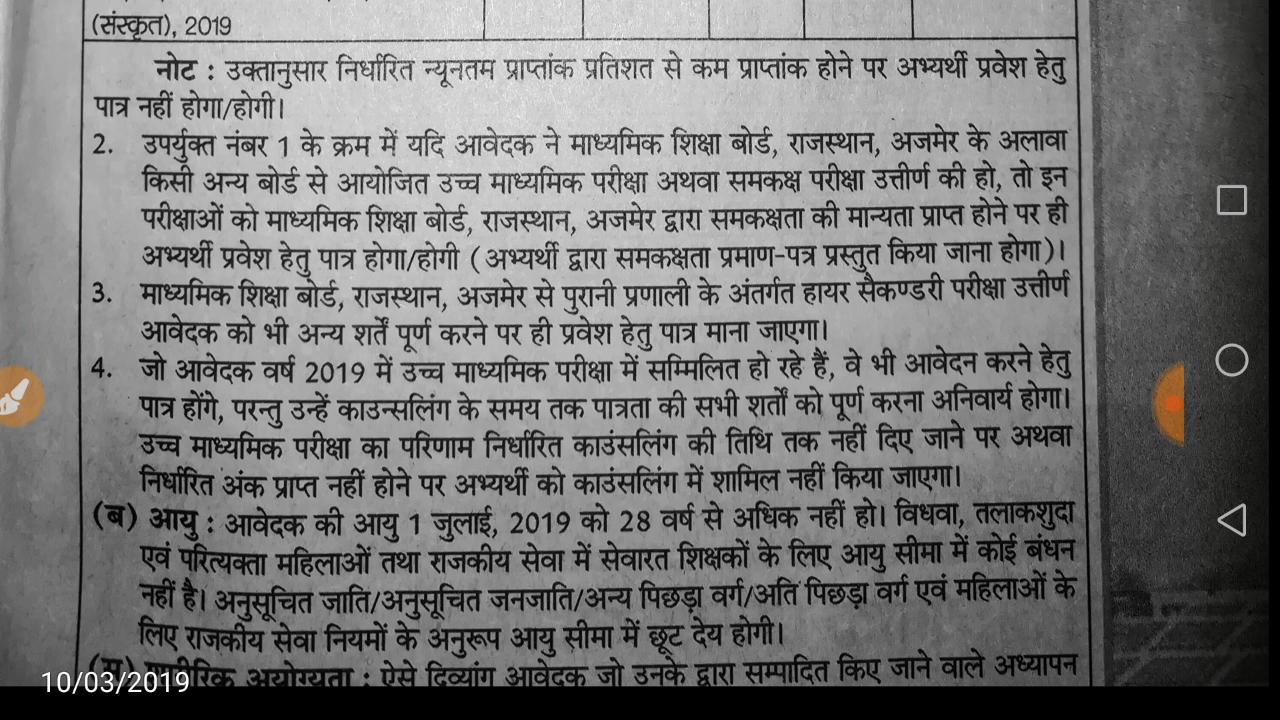 (संस्कृत), 2019
नोट : उक्तानुसार निर्धारित न्यूनतम प्राप्तांक प्रतिशत से कम प्राप्तांक होने पर अभ्यर्थी प्रवेश हेतु
पात्र नहीं होगा/होगी।
2. उपर्युक्त नंबर 1 के क्रम में यदि आवेदक ने माध्यमिक शिक्षा बोर्ड, राजस्थान, अजमेर के अलावा
किसी अन्य बोर्ड से आयोजित उच्च माध्यमिक परीक्षा अथवा समकक्ष परीक्षा उत्तीर्ण की हो, तो इन
परीक्षाओं को माध्यमिक शिक्षा बोर्ड, राजस्थान, अजमेर द्वारा समकक्षता की मान्यता प्राप्त होने पर ही
अभ्यर्थी प्रवेश हेतु पात्र होगा/होगी (अभ्यर्थी द्वारा समकक्षता प्रमाण-पत्र प्रस्तुत किया जाना होगा)।
3. माध्यमिक शिक्षा बोर्ड, राजस्थान, अजमेर से पुरानी प्रणाली के अंतर्गत हायर सैकण्डरी परीक्षा उत्तीर्ण
आवेदक को भी अन्य शर्तें पूर्ण करने पर ही प्रवेश हेतु पात्र माना जाएगा।
4. जो आवेदक वर्ष 2019 में उच्च माध्यमिक परीक्षा में सम्मिलित हो रहे हैं, वे भी आवेदन करने हेतु
पात्र होंगे, परन्तु उन्हें काउन्सलिंग के समय तक पात्रता की सभी शर्तों को पूर्ण करना अनिवार्य होगा।
उच्च माध्यमिक परीक्षा का परिणाम निर्धारित काउंसलिंग की तिथि तक नहीं दिए जाने पर अथवा
निर्धारित अंक प्राप्त नहीं होने पर अभ्यर्थी को काउंसलिंग में शामिल नहीं किया जाएगा।
(ब) आयु : आवेदक की आयु 1 जुलाई, 2019 को 28 वर्ष से अधिक नहीं हो। विधवा, तलाकशुदा
एवं परित्यक्ता महिलाओं तथा राजकीय सेवा में सेवारत शिक्षकों के लिए आयु सीमा में कोई बंधन
नहीं है। अनुसूचित जाति/अनुसूचित जनजाति/अन्य पिछड़ा वर्ग/अति पिछड़ा वर्ग एवं महिलाओं के
लिए राजकीय सेवा नियमों के अनुरूप आयु सीमा में छूट देय होगी।
अयोग्यता : ऐसे दिव्यांग आवेदक जो उनके द्वारा सम्पादित किए जाने वाले अध्यापन
10/03/2019